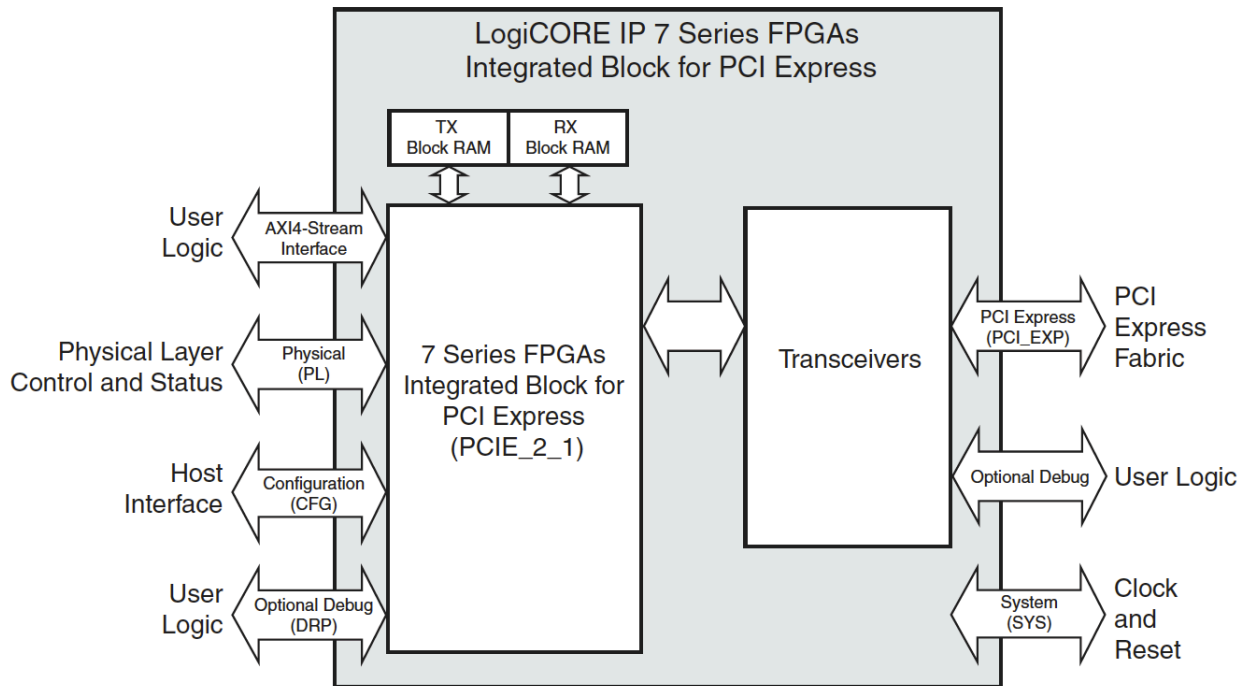 LogiCORE IP 7 Series FPGAs
Integrated Block for PCI Express
TX
Block RAM
RX
Block RAM
User
Logic
AXI4-Stream
Interface
Physical Layer
Control and Status
Physical
(PL)
Host
Interface
Configuration
(CFG)
User
Logic
Optional Debug
(DRP)
7 Series FPGAs
Integrated Block for
PCI Express
(PCIE_2_1)
Transceivers
PCI Express
(PCI_EXP)
PCI
Express
Fabric
Optional Debug
User Logic
System
(SYS)
Clock
and
Reset